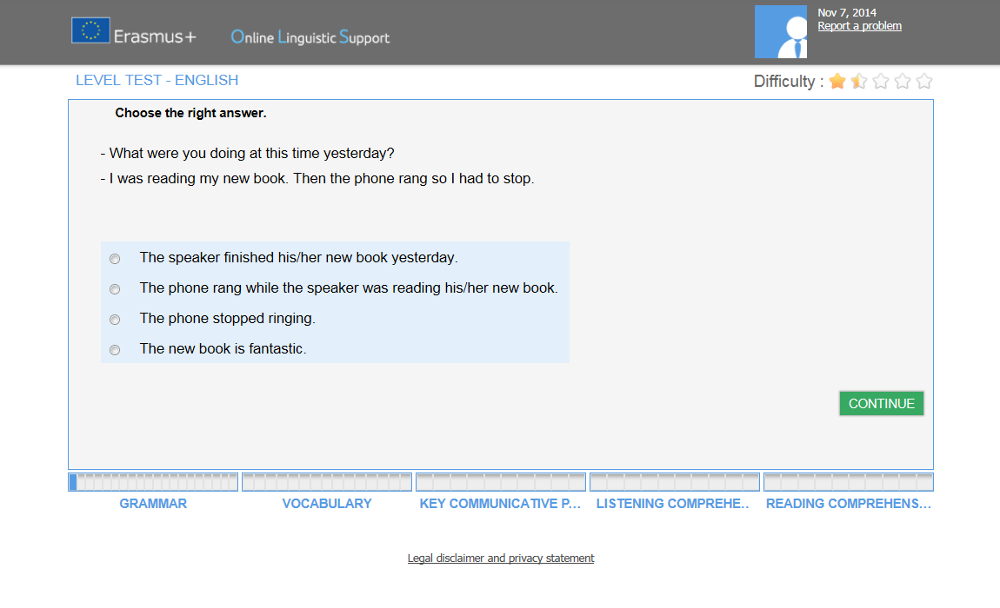 Erasmus+
Online Linguistic Support
Nov 7, 2014
Report a problem
LEVEL TEST - ENGLISH
Difficulty :
Choose the right answer.
- What were you doing at this time yesterday?
- I was reading my new book. Then the phone rang so I had to stop.
The speaker finished his/her new book yesterday.
The phone rang while the speaker was reading his/her new book.
The phone stopped ringing.
The new book is fantastic.
CONTINUE
GRAMMAR
VOCABULARY
KEY COMMUNICATIVE P...
LISTENING COMPREHE..
READING COMPREHENS...
Legal disclaimer and privacy statement